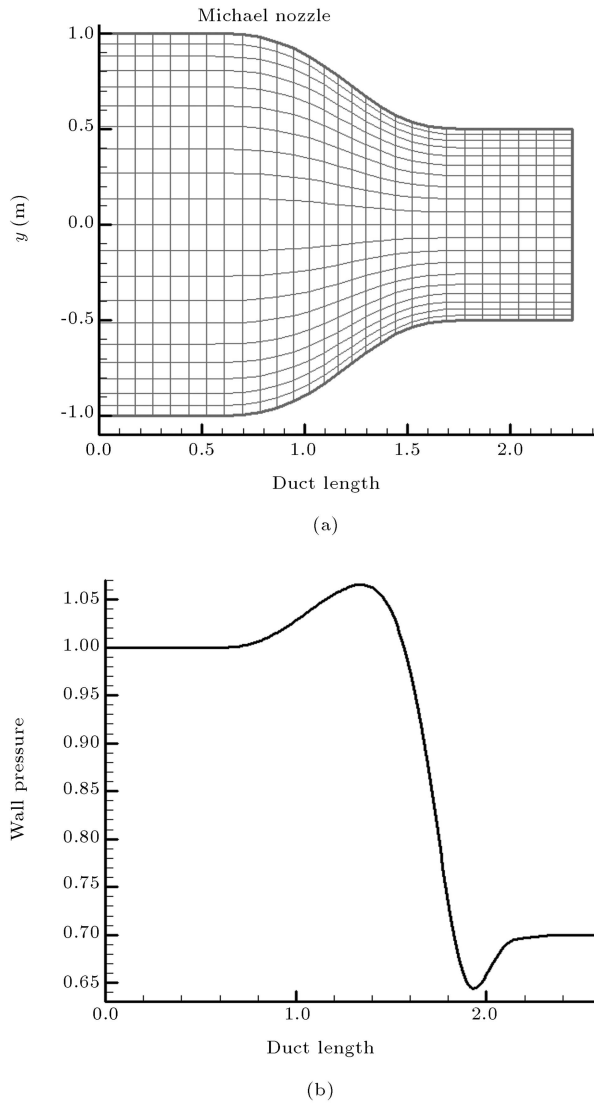 Michael nozzle
1.0
0.5
0.0
-0.5
-1.0
y (m)
0.0 0.5 1.0 1.5 2.0
Duct length
(a)
1.05
1.00
0.95
0.90
0.85
0.80
0.75
0.70
0.65
Wall pressure
0.0 1.0 2.0
Duct length
(b)